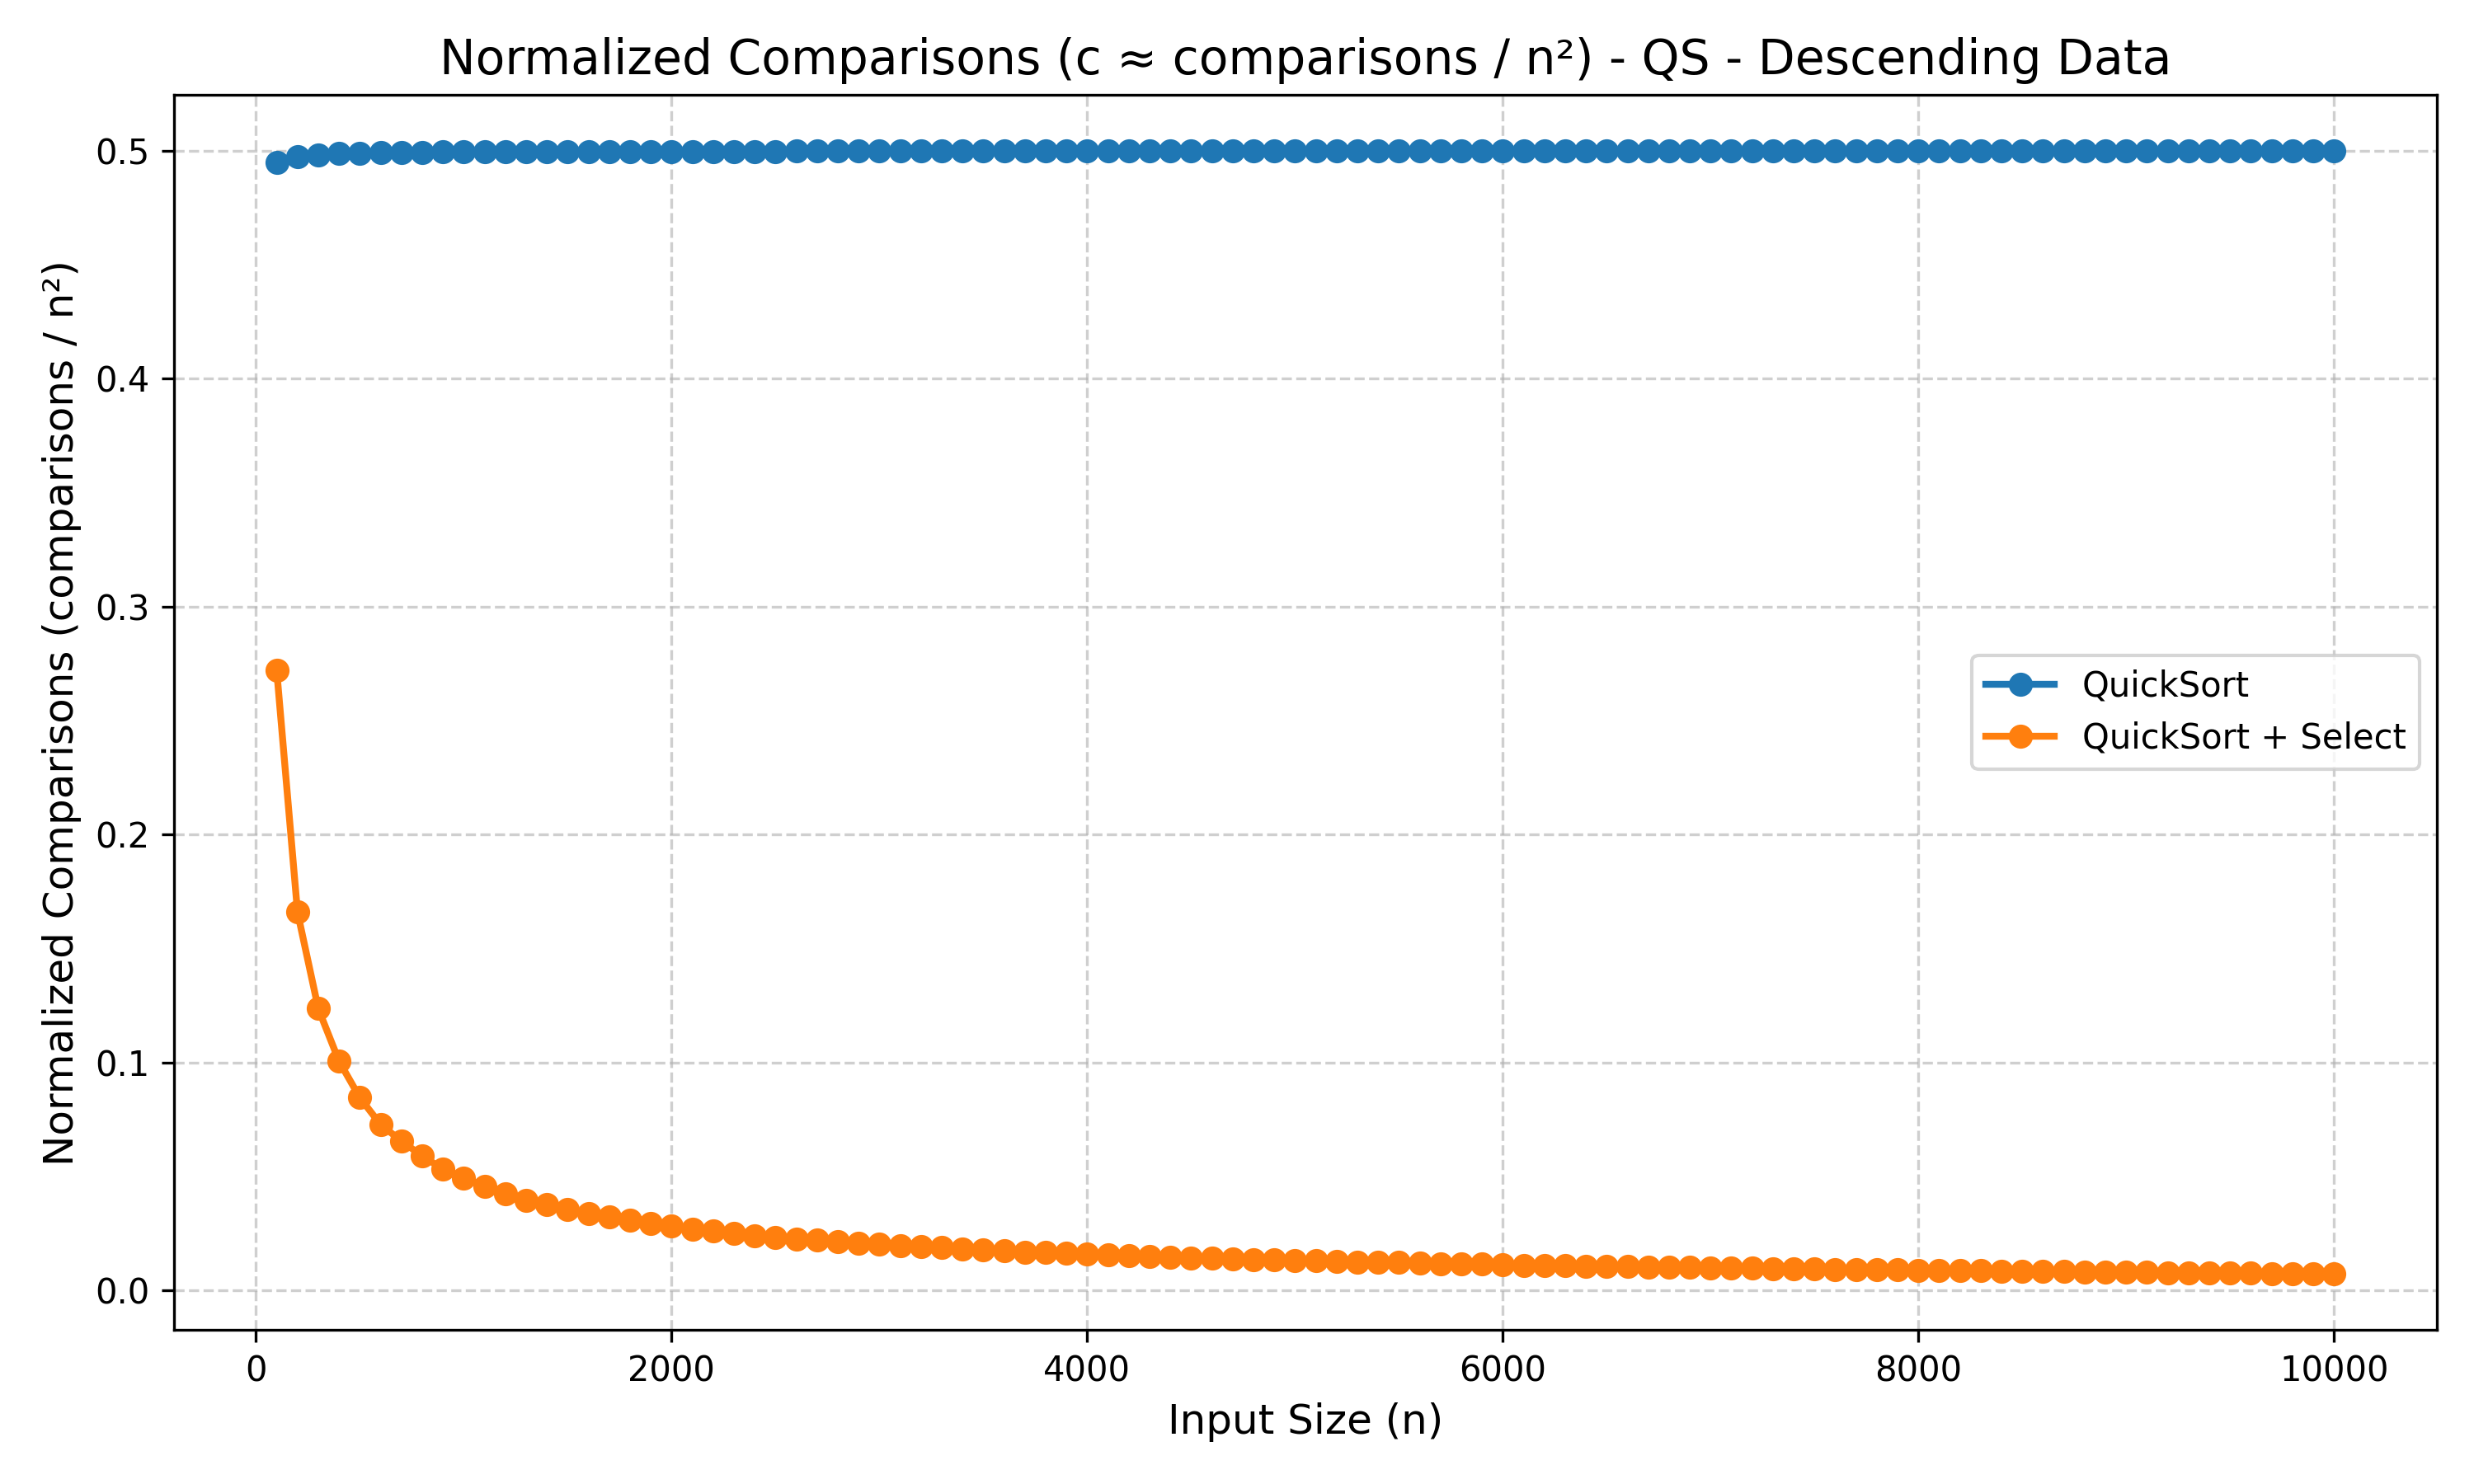 Normalized Comparisons (c ≈ comparisons / n²) - QS - Descending Data
Normalized Comparisons (comparisons / n²)
0.5
0.4
0.3
0.2
0.1
0.0
QuickSort
QuickSort + Select
0
2000
4000
6000
8000
10000
Input Size (n)